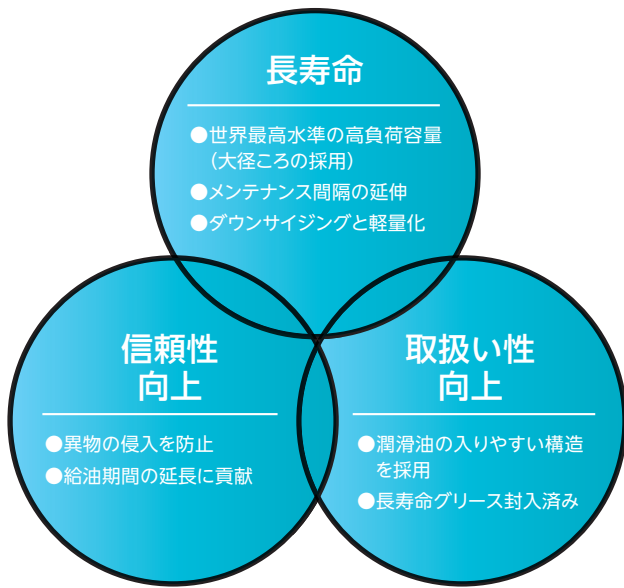 長寿命
●世界最高水準の高負荷容量
（大径ころの採用）
●メンテナンス間隔の延伸
●ダウンサイジングと軽量化
信頼性
向上
●異物の侵入を防止
●給油期間の延長に貢献
取扱い性
向上
●潤滑油の入りやすい構造
を採用
●長寿命グリース封入済み